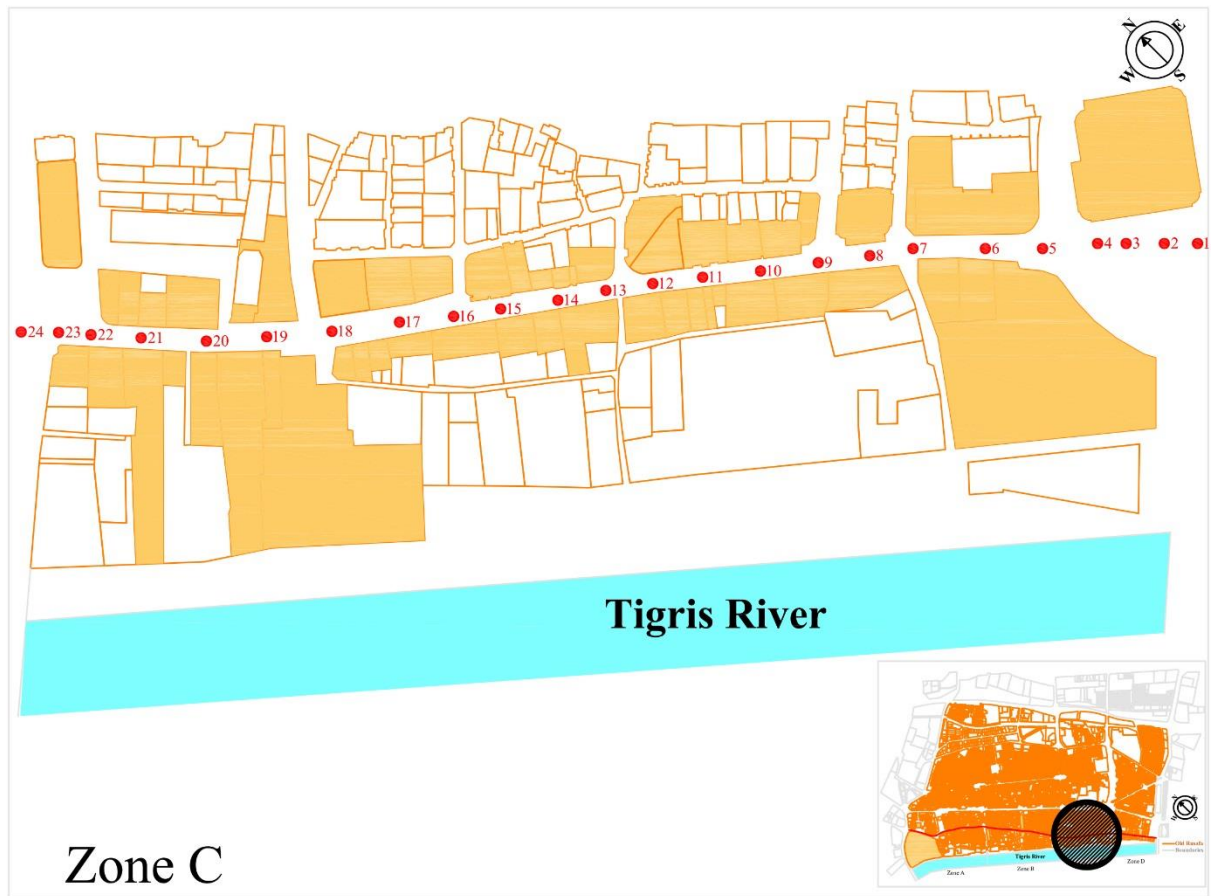 N E
W S
4 3 2 1
7 6 5
9 8
12 11 10
16 15 14 13
19 18 17
24 23 22 21 20
Tigris River
Tigris River
Zone A
Zone B
Zone D
Zone C